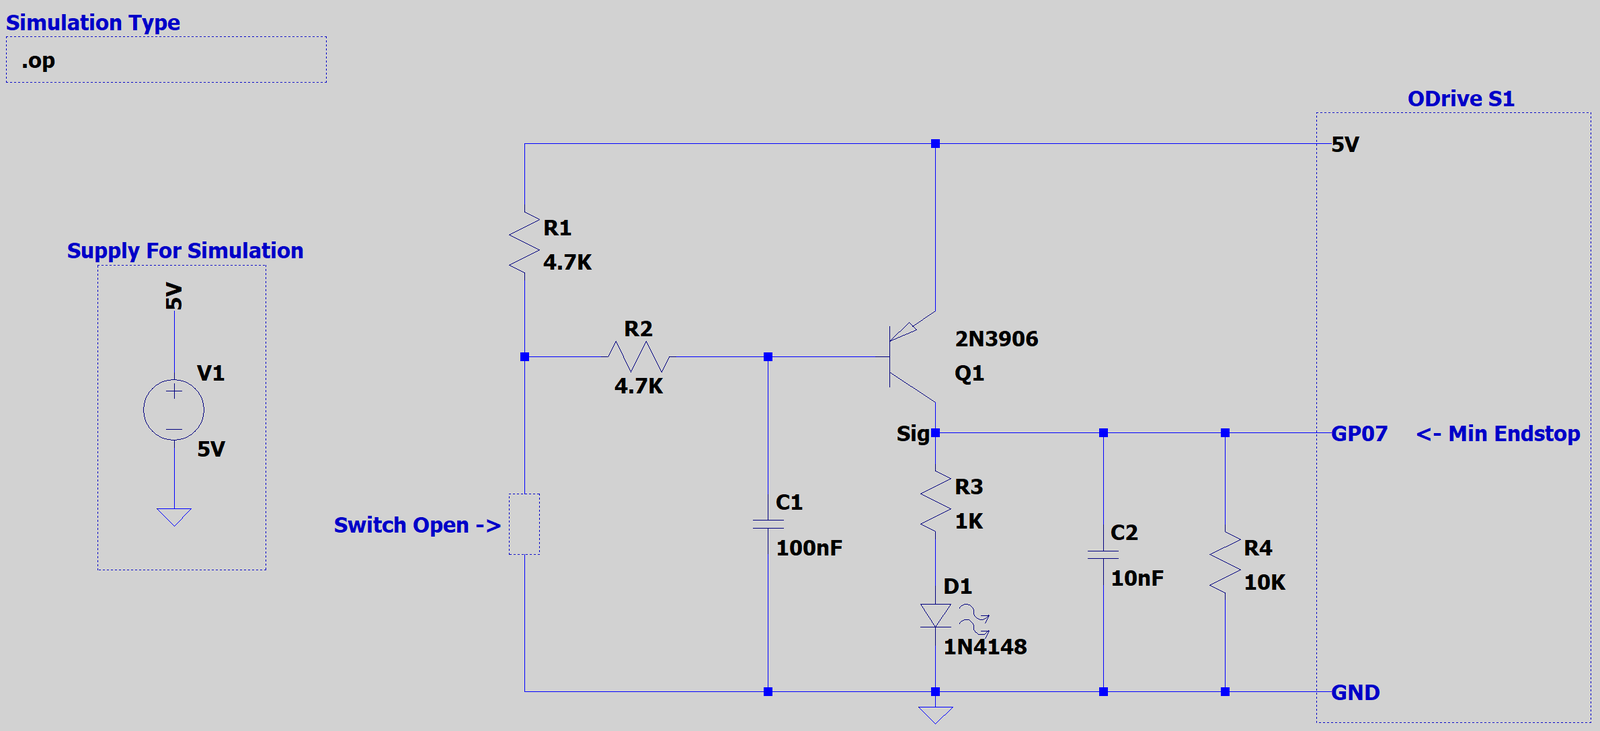 Simulation Type
.op
ODrive S1
5V
R1
4.7K
Supply For Simulation
5V
V1
5V
R2
4.7K
2N3906
Q1
Sig
GP07 <- Min Endstop
Switch Open ->
C1
100nF
R3
1K
C2
10nF
R4
10K
D1
1N4148
GND